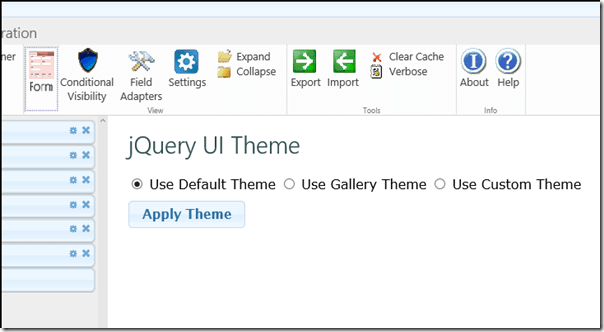 ration
ner
Form
Conditional
Visibility
Field
Adapters
Settings
Expand
Collapse
View
Export
Import
Clear Cache
Verbose
Tools
About
Help
Info
jQuery UI Theme
Use Default Theme Use Gallery Theme Use Custom Theme
Apply Theme